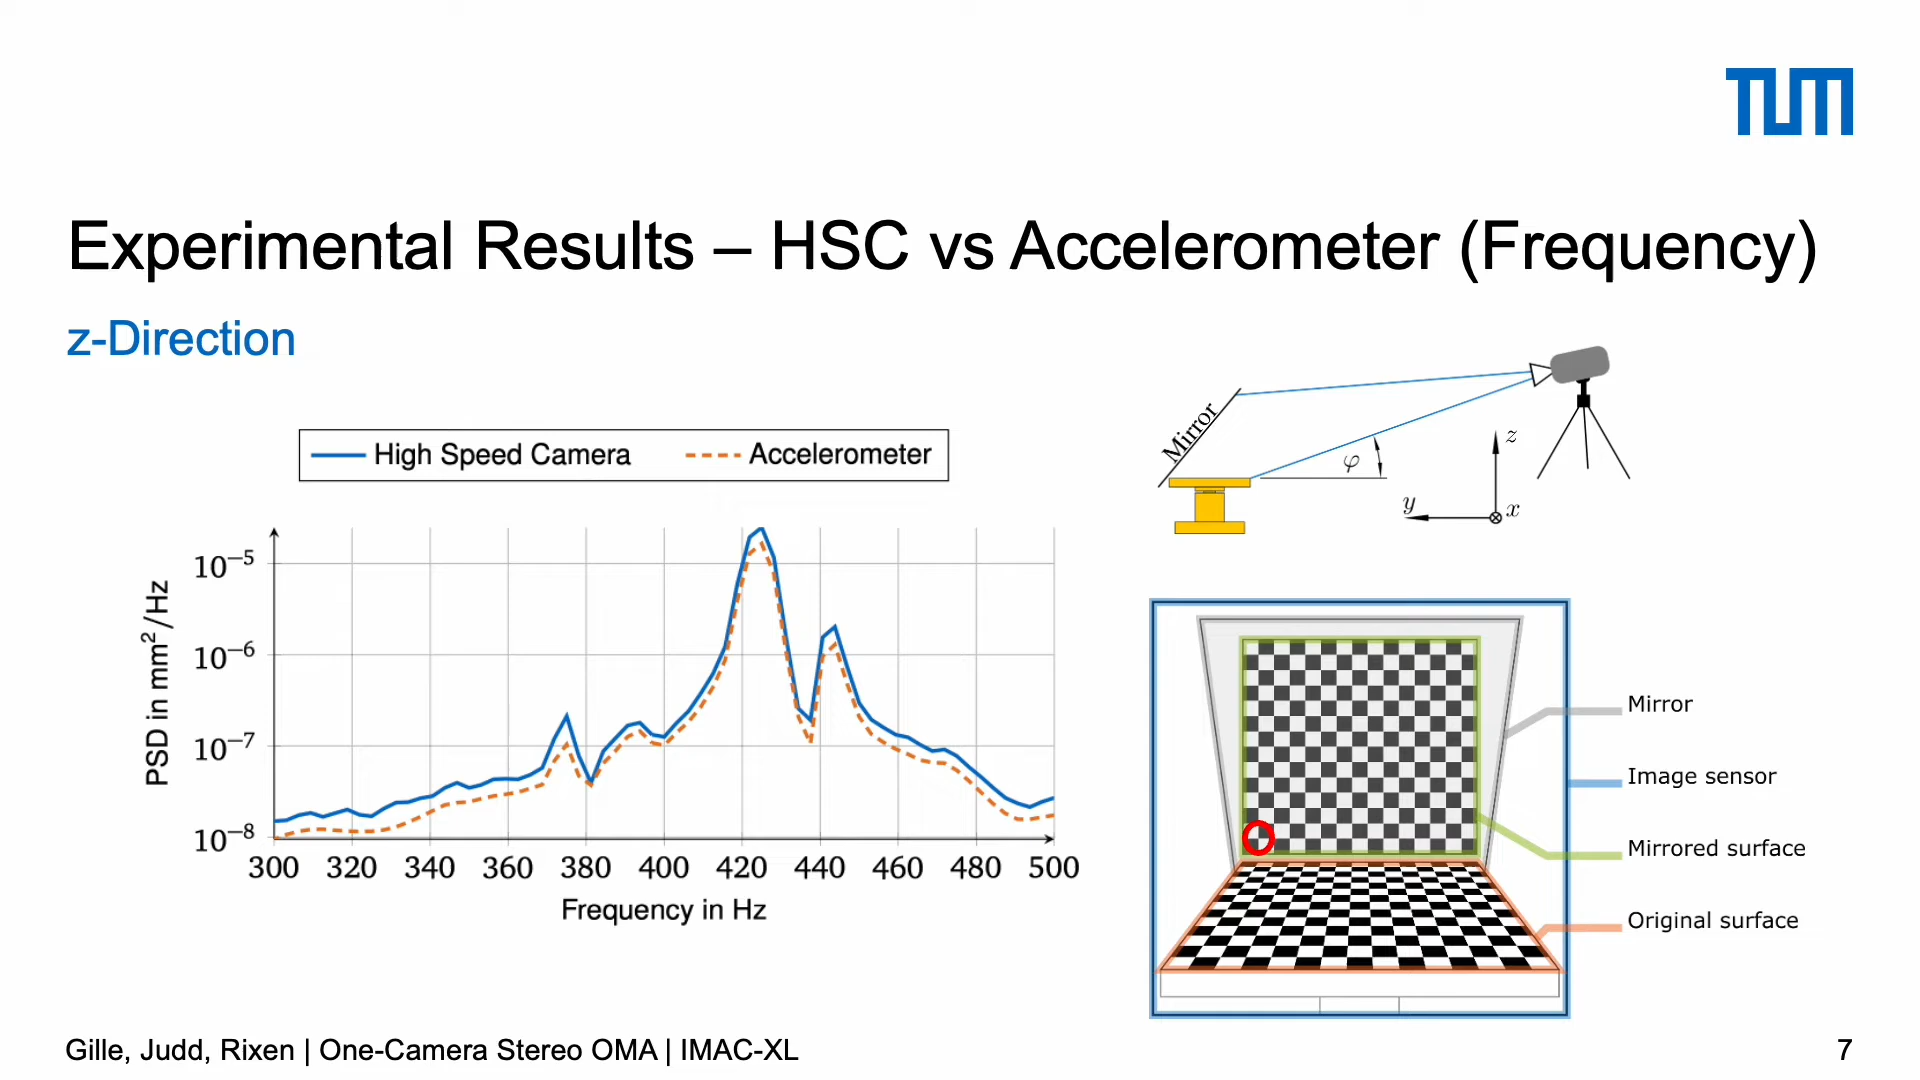 TUM
Experimental Results – HSC vs Accelerometer (Frequency)
z-Direction
High Speed Camera
Accelerometer
PSD in mm²/Hz
10⁻⁵
10⁻⁶
10⁻⁷
10⁻⁸
300 320 340 360 380 400 420 440 460 480 500
Frequency in Hz
Mirror
φ
z
y
x
Mirror
Image sensor
Mirrored surface
Original surface
Gille, Judd, Rixen | One-Camera Stereo OMA | IMAC-XL
7